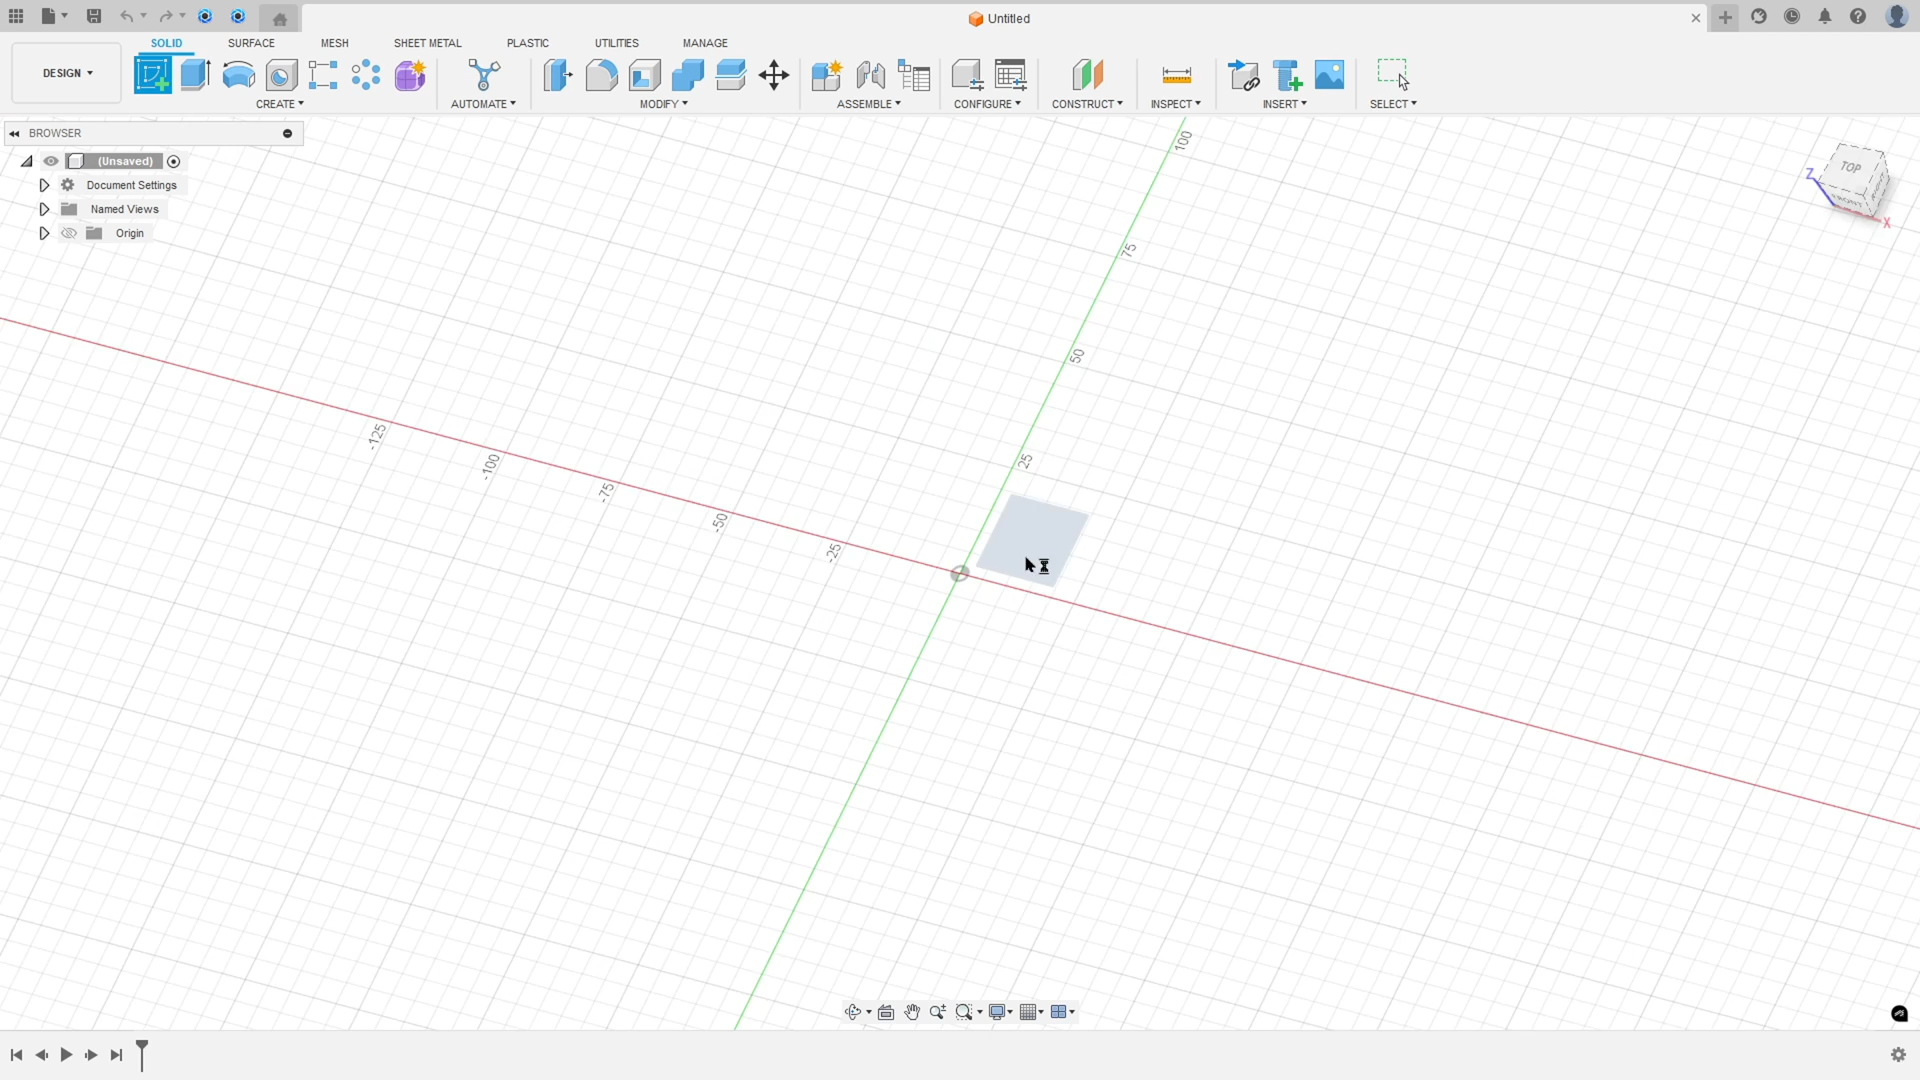 Untitled
SOLID SURFACE MESH SHEET METAL PLASTIC UTILITIES MANAGE
DESIGN
CREATE AUTOMATE MODIFY ASSEMBLE CONFIGURE CONSTRUCT INSPECT INSERT SELECT
BROWSER
(Unsaved)
Document Settings
Named Views
Origin
TOP
FRONT
Z
X
100
75
50
25
-125
-100
-75
-50
-25